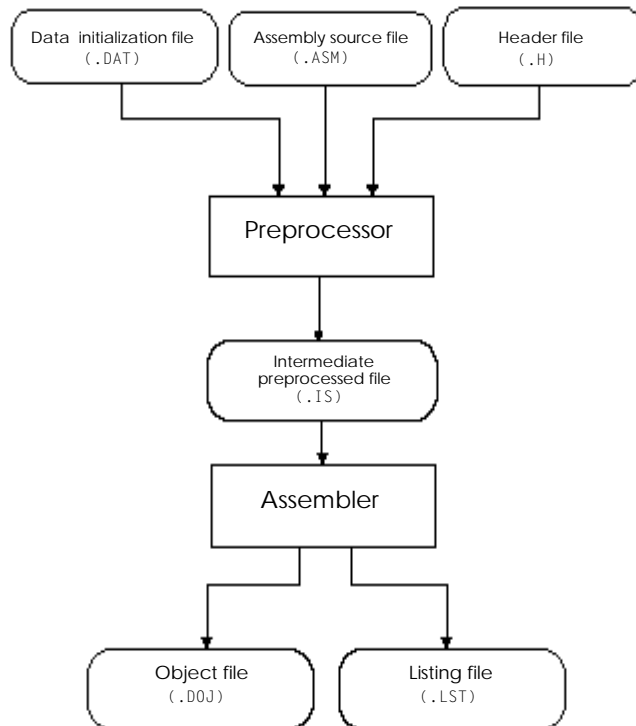 Data initialization file
(.DAT)
Assembly source file
(.ASM)
Header file
(.H)
Preprocessor
Intermediate
preprocessed file
(.IS)
Assembler
Object file
(.DOJ)
Listing file
(.LST)